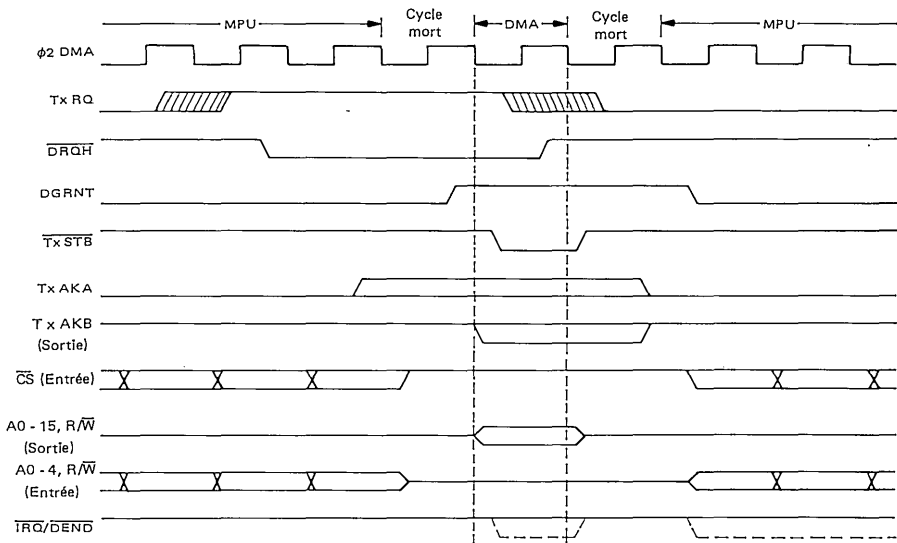 MPU
Cycle
mort
DMA
Cycle
mort
MPU
ϕ2 DMA
Tx RQ
DRQH
DGRNT
Tx STB
Tx AKA
Tx AKB
(Sortie)
CS (Entrée)
A0 - 15, R/W
(Sortie)
A0 - 4, R/W
(Entrée)
IRQ/DEND